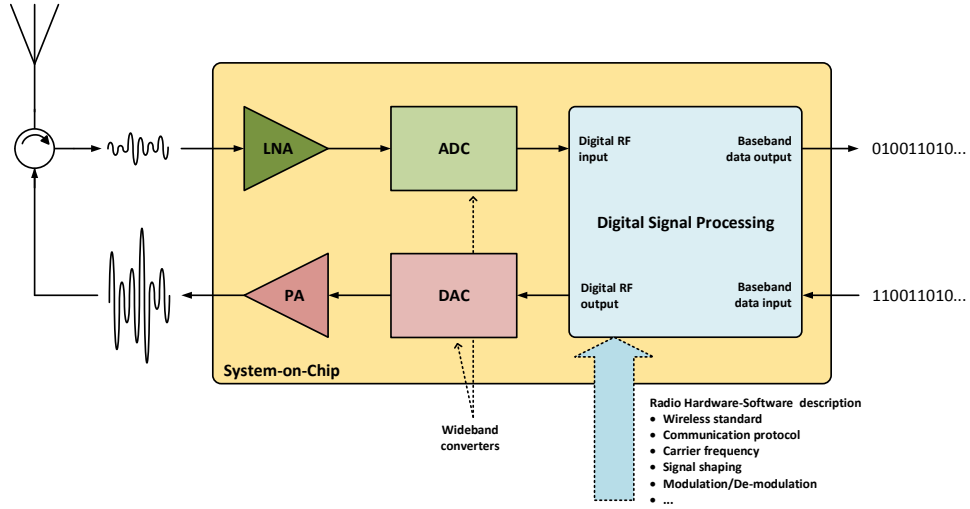 LNA
ADC
Digital RF
input
Baseband
data output
010011010...
Digital Signal Processing
PA
DAC
Digital RF
output
Baseband
data input
110011010...
System-on-Chip
Wideband
converters
Radio Hardware-Software description
• Wireless standard
• Communication protocol
• Carrier frequency
• Signal shaping
• Modulation/De-modulation
• ...